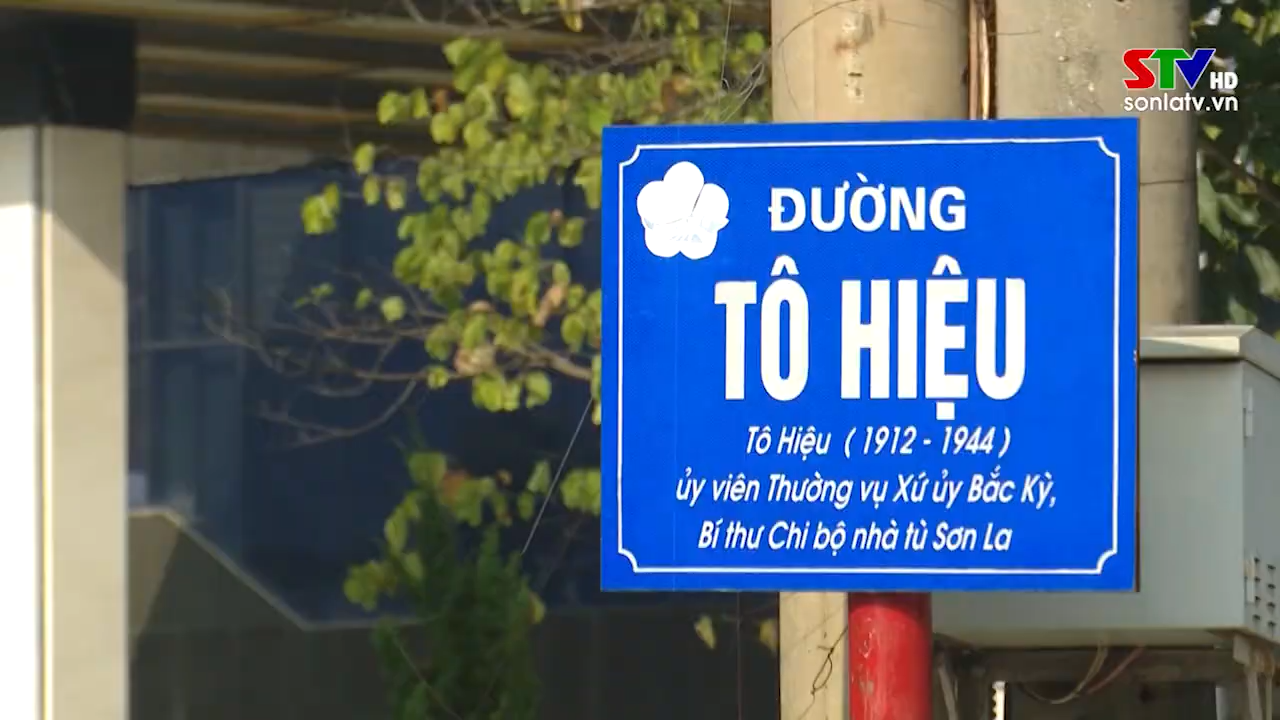 STV HD
sonlatv.vn
ĐƯỜNG
TÔ HIỆU
Tô Hiệu ( 1912 - 1944 )
ủy viên Thường vụ Xứ ủy Bắc Kỳ,
Bí thư Chi bộ nhà tù Sơn La